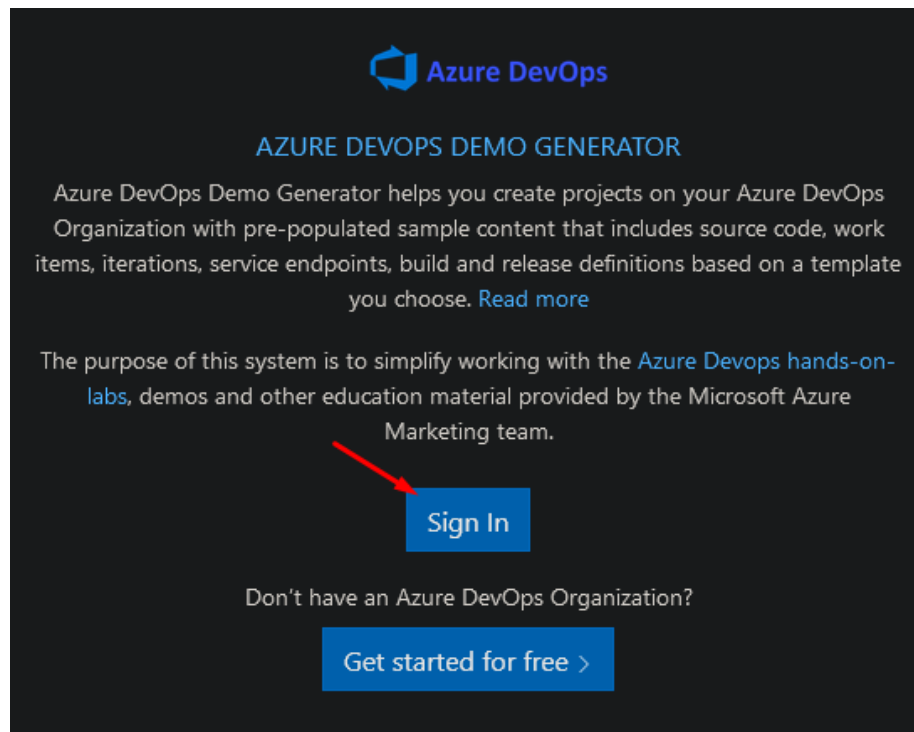 Azure DevOps
AZURE DEVOPS DEMO GENERATOR
Azure DevOps Demo Generator helps you create projects on your Azure DevOps
Organization with pre-populated sample content that includes source code, work
items, iterations, service endpoints, build and release definitions based on a template
you choose. Read more
The purpose of this system is to simplify working with the Azure Devops hands-on-
labs, demos and other education material provided by the Microsoft Azure
Marketing team.
Sign In
Don't have an Azure DevOps Organization?
Get started for free >